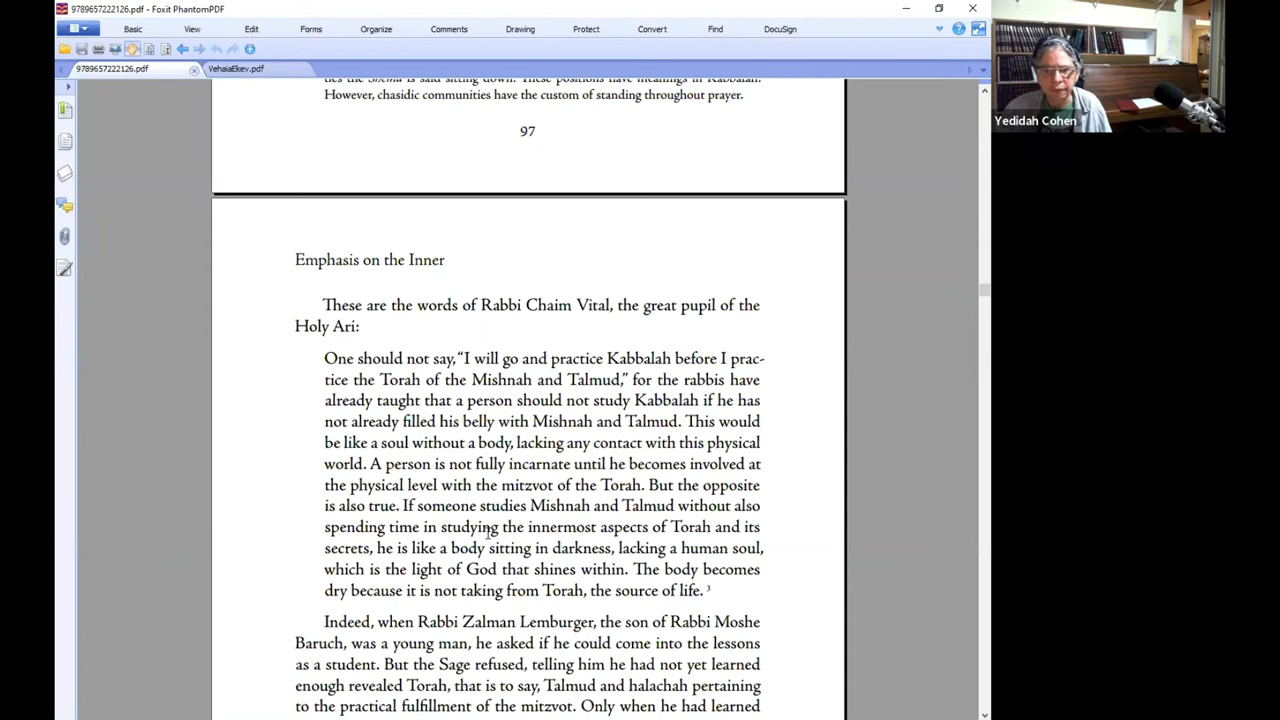 9789657222126.pdf - Foxit PhantomPDF
Basic View Edit Forms Organize Comments Drawing Protect Convert Find DocuSign
9789657222126.pdf VehaiaEkev.pdf
Yedidah Cohen
ties the Shema is said sitting down. These positions have meanings in Kabbalah.
However, chasidic communities have the custom of standing throughout prayer.
97
Emphasis on the Inner
These are the words of Rabbi Chaim Vital, the great pupil of the
Holy Ari:
One should not say, “I will go and practice Kabbalah before I prac-
tice the Torah of the Mishnah and Talmud,” for the rabbis have
already taught that a person should not study Kabbalah if he has
not already filled his belly with Mishnah and Talmud. This would
be like a soul without a body, lacking any contact with this physical
world. A person is not fully incarnate until he becomes involved at
the physical level with the mitzvot of the Torah. But the opposite
is also true. If someone studies Mishnah and Talmud without also
spending time in studying the innermost aspects of Torah and its
secrets, he is like a body sitting in darkness, lacking a human soul,
which is the light of God that shines within. The body becomes
dry because it is not taking from Torah, the source of life. 3
Indeed, when Rabbi Zalman Lemburger, the son of Rabbi Moshe
Baruch, was a young man, he asked if he could come into the lessons
as a student. But the Sage refused, telling him he had not yet learned
enough revealed Torah, that is to say, Talmud and halachah pertaining
to the practical fulfillment of the mitzvot. Only when he had learned